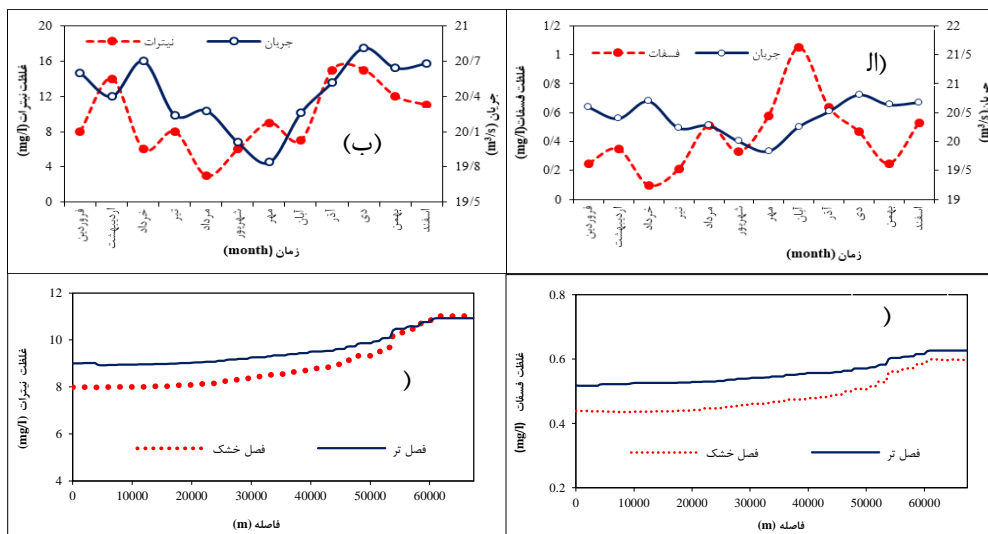 20
16
12
8
4
0
غلظت نیترات (mg/l)
نیترات
جریان
(ب)
21
20/7
20/4
20/1
19/8
19/5
جریان (m³/s)
فروردین
اردیبهشت
خرداد
تیر
مرداد
شهریور
مهر
آبان
آذر
دی
بهمن
اسفند
زمان (month)
1/2
1
0/8
0/6
0/4
0/2
0
غلظت فسفات (mg/l)
فسفات
جریان
(ال
22
21/5
21
20/5
20
19/5
19
جریان (m³/s)
فروردین
اردیبهشت
خرداد
تیر
مرداد
شهریور
مهر
آبان
آذر
دی
بهمن
اسفند
زمان (month)
12
10
8
6
4
غلظت نیترات (mg/l)
(
فصل خشک
فصل تر
0
10000
20000
30000
40000
50000
60000
فاصله (m)
0.8
0.6
0.4
0.2
غلظت فسفات (mg/l)
(
فصل خشک
فصل تر
0
10000
20000
30000
40000
50000
60000
فاصله (m)